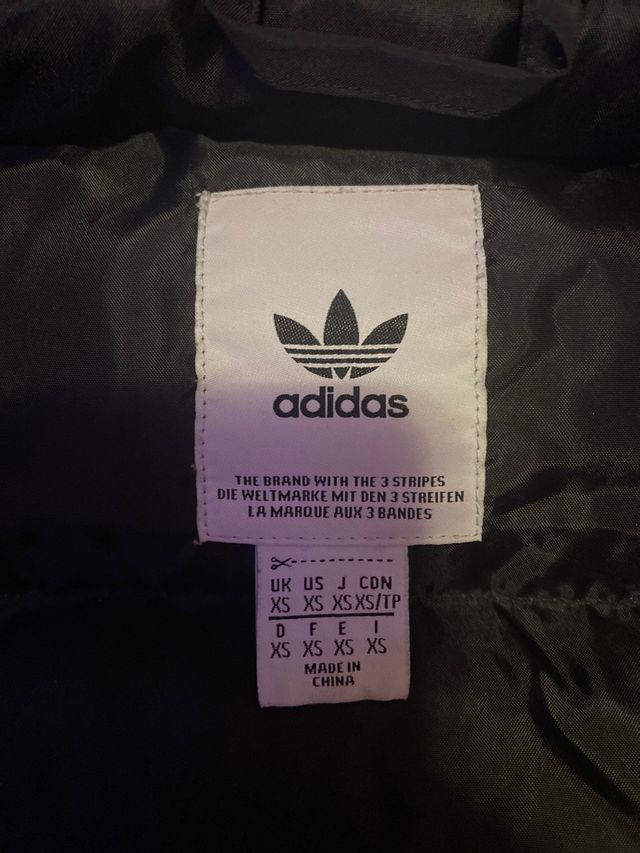 adidas
THE BRAND WITH THE 3 STRIPES
DIE WELTMARKE MIT DEN 3 STREIFEN
LA MARQUE AUX 3 BANDES
UK US J CDN
XS XS XS XS/TP
D F E I
XS XS XS XS
MADE IN
CHINA